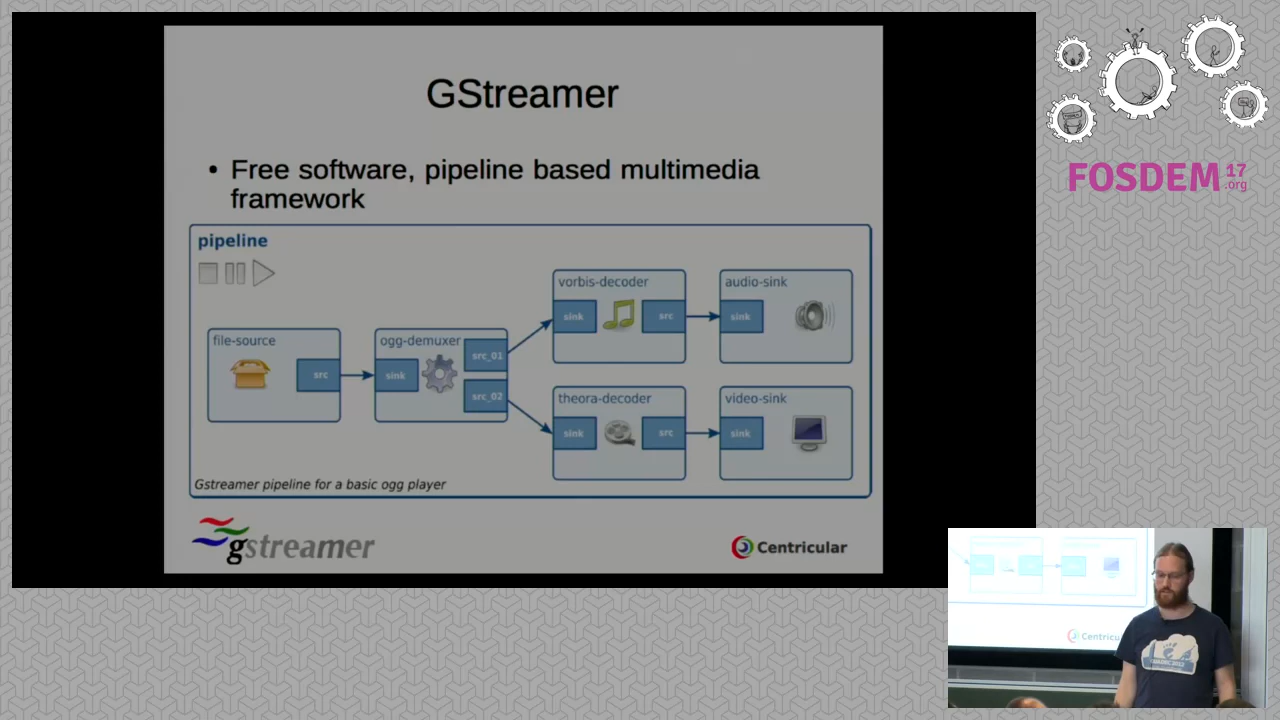 GStreamer
• Free software, pipeline based multimedia
framework
pipeline
file-source
src
ogg-demuxer
sink
src_01
src_02
vorbis-decoder
sink
src
audio-sink
sink
theora-decoder
sink
src
video-sink
sink
Gstreamer pipeline for a basic ogg player
gstreamer
Centricular
FOSDEM 17
.org
Centricu